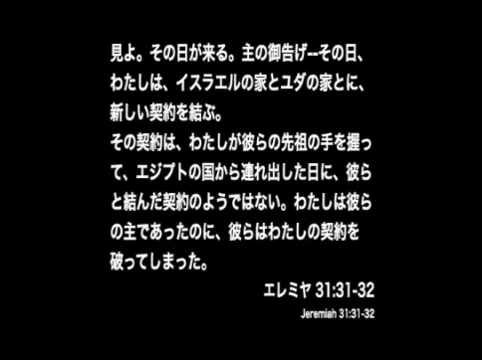 見よ。その日が来る。主の御告げ--その日、
わたしは、イスラエルの家とユダの家とに、
新しい契約を結ぶ。
その契約は、わたしが彼らの先祖の手を握っ
て、エジプトの国から連れ出した日に、彼ら
と結んだ契約のようではない。わたしは彼ら
の主であったのに、彼らはわたしの契約を
破ってしまった。
エレミヤ 31:31-32
Jeremiah 31:31-32